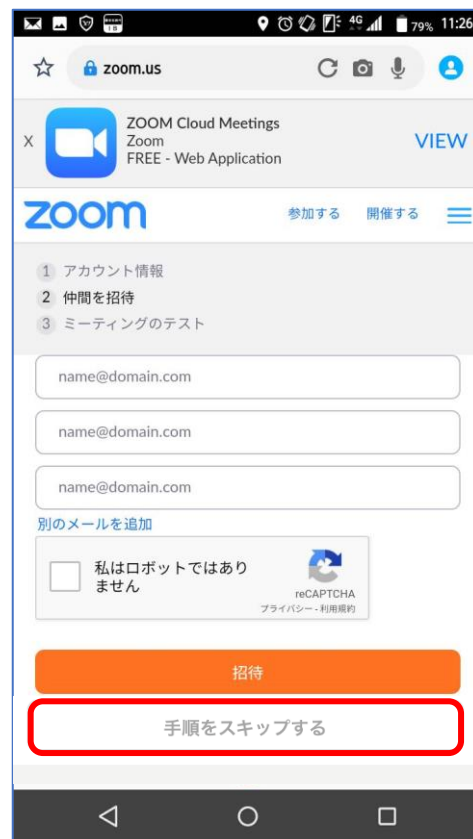 4G 79% 11:26
zoom.us
X
ZOOM Cloud Meetings
Zoom
FREE - Web Application
VIEW
zoom 参加する 開催する
1 アカウント情報
2 仲間を招待
3 ミーティングのテスト
name@domain.com
name@domain.com
name@domain.com
別のメールを追加
私はロボットではあり
ません
reCAPTCHA
プライバシー - 利用規約
招待
手順をスキップする